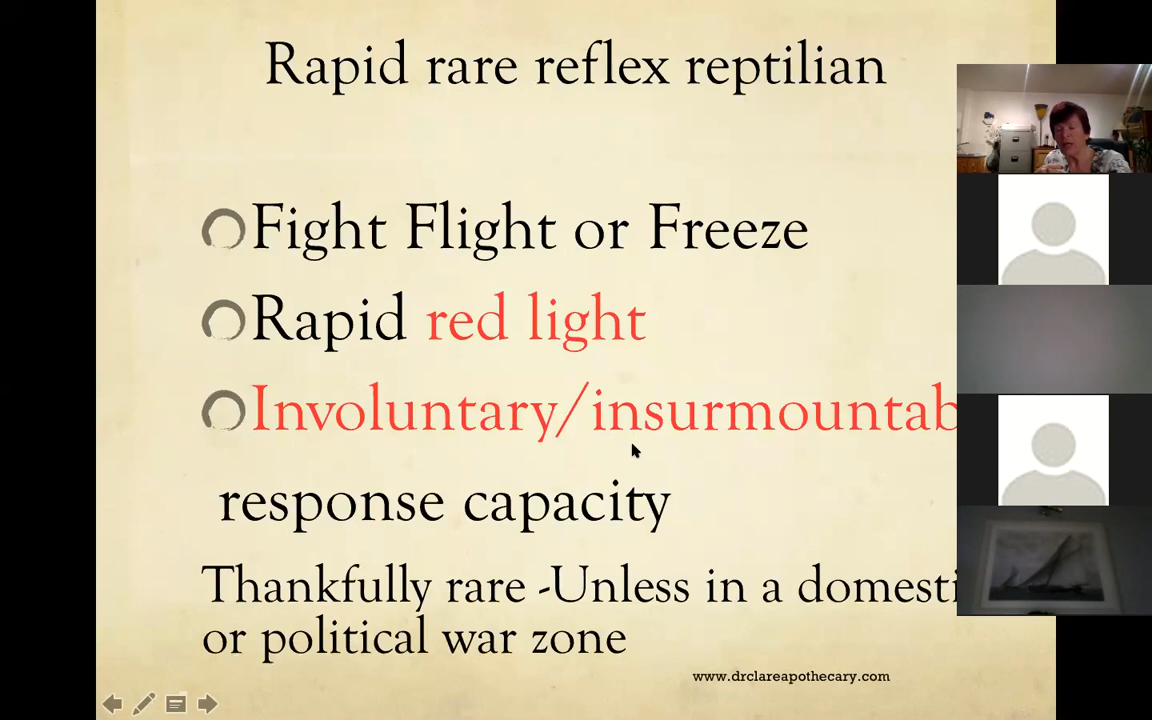 Rapid rare reflex reptilian
Fight Flight or Freeze
Rapid red light
Involuntary/insurmountab
response capacity
Thankfully rare -Unless in a domesti
or political war zone
www.drclareapothecary.com